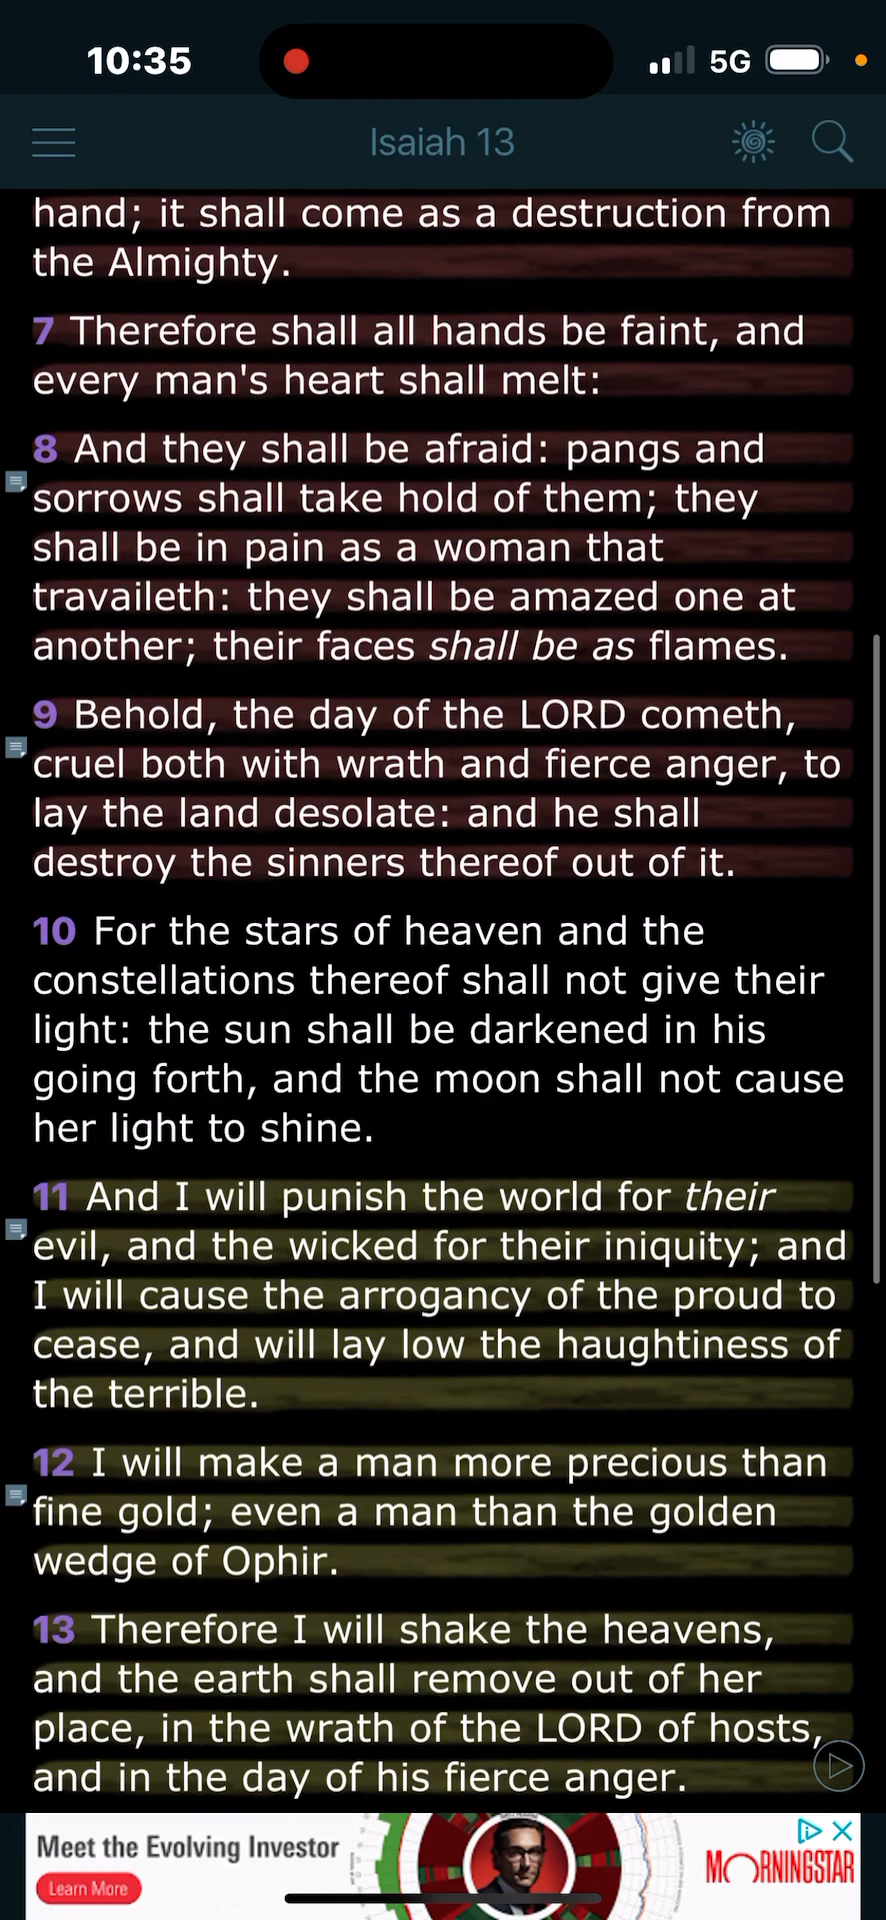 10:35
5G
Isaiah 13
hand; it shall come as a destruction from
the Almighty.
7 Therefore shall all hands be faint, and
every man's heart shall melt:
8 And they shall be afraid: pangs and
sorrows shall take hold of them; they
shall be in pain as a woman that
travaileth: they shall be amazed one at
another; their faces shall be as flames.
9 Behold, the day of the LORD cometh,
cruel both with wrath and fierce anger, to
lay the land desolate: and he shall
destroy the sinners thereof out of it.
10 For the stars of heaven and the
constellations thereof shall not give their
light: the sun shall be darkened in his
going forth, and the moon shall not cause
her light to shine.
11 And I will punish the world for their
evil, and the wicked for their iniquity; and
I will cause the arrogancy of the proud to
cease, and will lay low the haughtiness of
the terrible.
12 I will make a man more precious than
fine gold; even a man than the golden
wedge of Ophir.
13 Therefore I will shake the heavens,
and the earth shall remove out of her
place, in the wrath of the LORD of hosts,
and in the day of his fierce anger.
Meet the Evolving Investor
Learn More
MORNINGSTAR